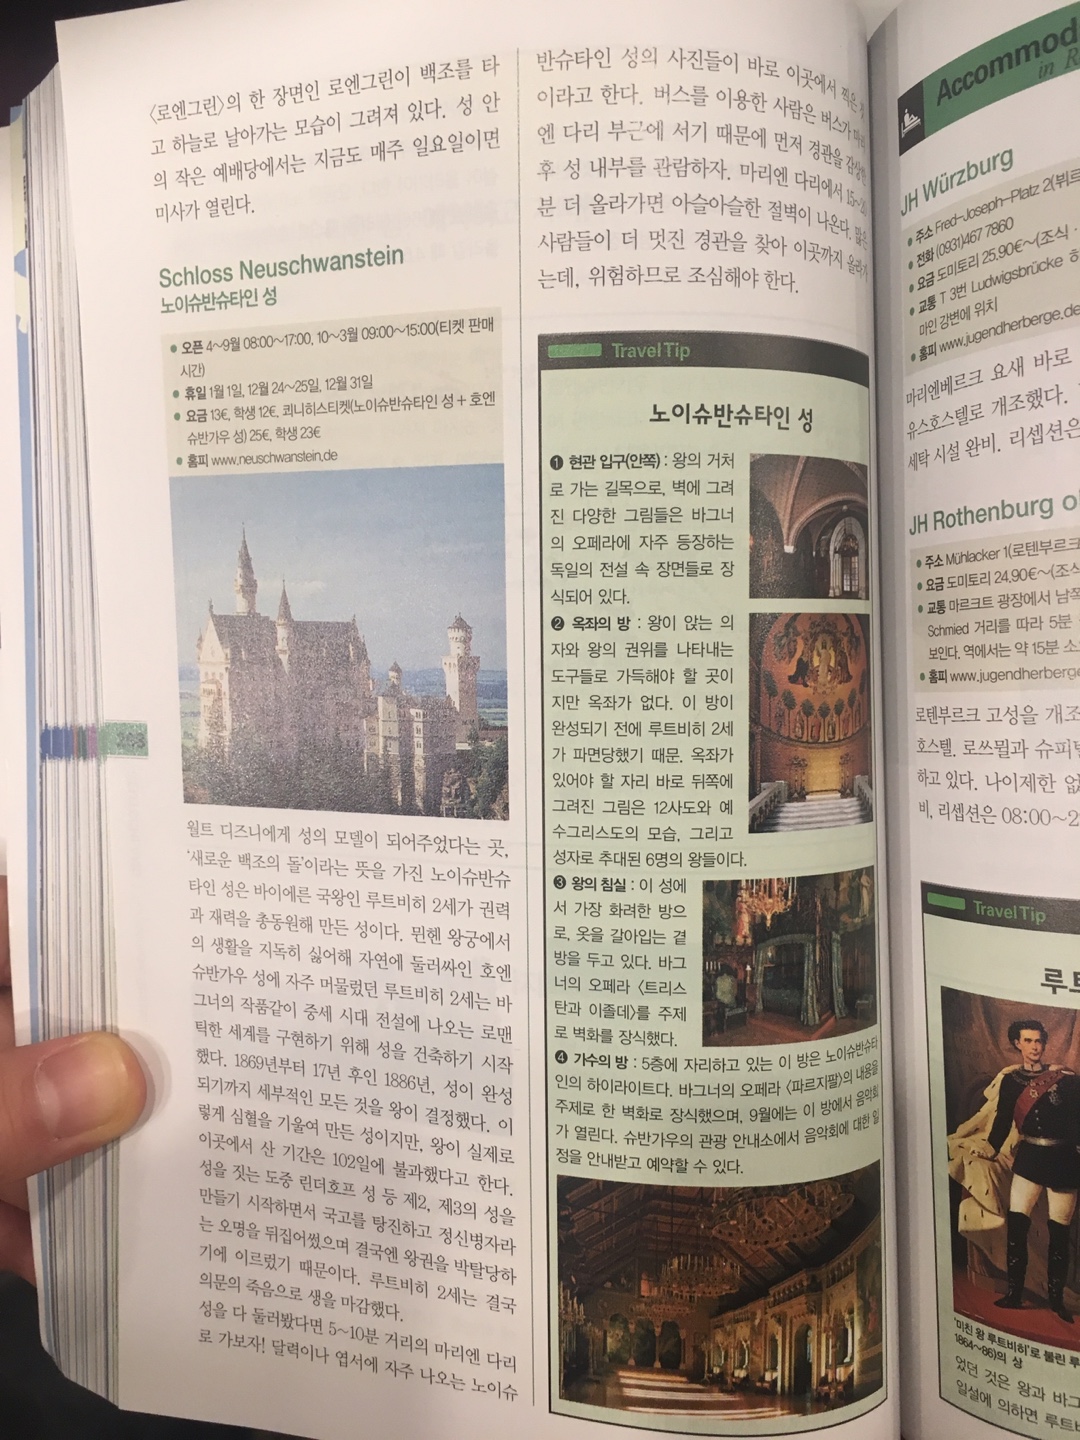 〈로엔그린〉의 한 장면인 로엔그린이 백조를 타
고 하늘로 날아가는 모습이 그려져 있다. 성 안
의 작은 예배당에서는 지금도 매주 일요일이면
미사가 열린다.
Schloss Neuschwanstein
노이슈반슈타인 성
● 오픈 4~9월 08:00~17:00, 10~3월 09:00~15:00(티켓 판매
시간)
● 휴일 1월 1일, 12월 24~25일, 12월 31일
● 요금 13€, 학생 12€, 쾨니히스티켓(노이슈반슈타인 성 + 호엔
슈반가우 성) 25€, 학생 23€
● 홈피 www.neuschwanstein.de
월트 디즈니에게 성의 모델이 되어주었다는 곳,
‘새로운 백조의 돌’이라는 뜻을 가진 노이슈반슈
타인 성은 바이에른 국왕인 루트비히 2세가 권력
과 재력을 총동원해 만든 성이다. 뮌헨 왕궁에서
의 생활을 지독히 싫어해 자연에 둘러싸인 호엔
슈반가우 성에 자주 머물렀던 루트비히 2세는 바
그너의 작품같이 중세 시대 전설에 나오는 로맨
틱한 세계를 구현하기 위해 성을 건축하기 시작
했다. 1869년부터 17년 후인 1886년, 성이 완성
되기까지 세부적인 모든 것을 왕이 결정했다. 이
렇게 심혈을 기울여 만든 성이지만, 왕이 실제로
이곳에서 산 기간은 102일에 불과했다고 한다.
성을 짓는 도중 린더호프 성 등 제2, 제3의 성을
만들기 시작하면서 국고를 탕진하고 정신병자라
는 오명을 뒤집어썼으며 결국엔 왕권을 박탈당하
기에 이르렀기 때문이다. 루트비히 2세는 결국
의문의 죽음으로 생을 마감했다.
성을 다 둘러봤다면 5~10분 거리의 마리엔 다리
로 가보자! 달력이나 엽서에 자주 나오는 노이슈
반슈타인 성의 사진들이 바로 이곳에서 찍은
이라고 한다. 버스를 이용한 사람은 버스가 마리
엔 다리 부근에 서기 때문에 먼저 경관을 감상한
후 성 내부를 관람하자. 마리엔 다리에서 15~20
분 더 올라가면 아슬아슬한 절벽이 나온다. 많은
사람들이 더 멋진 경관을 찾아 이곳까지 올라가
는데, 위험하므로 조심해야 한다.
Travel Tip
노이슈반슈타인 성
❶ 현관 입구(안쪽) : 왕의 거처
로 가는 길목으로, 벽에 그려
진 다양한 그림들은 바그너
의 오페라에 자주 등장하는
독일의 전설 속 장면들로 장
식되어 있다.
❷ 옥좌의 방 : 왕이 앉는 의
자와 왕의 권위를 나타내는
도구들로 가득해야 할 곳이
지만 옥좌가 없다. 이 방이
완성되기 전에 루트비히 2세
가 파면당했기 때문. 옥좌가
있어야 할 자리 바로 뒤쪽에
그려진 그림은 12사도와 예
수그리스도의 모습, 그리고
성자로 추대된 6명의 왕들이다.
❸ 왕의 침실 : 이 성에
서 가장 화려한 방으
로, 옷을 갈아입는 곁
방을 두고 있다. 바그
너의 오페라 〈트리스
탄과 이졸데〉를 주제
로 벽화를 장식했다.
❹ 가수의 방 : 5층에 자리하고 있는 이 방은 노이슈반슈타
인의 하이라이트다. 바그너의 오페라 〈파르지팔〉의 내용을
주제로 한 벽화로 장식했으며, 9월에는 이 방에서 음악회
가 열린다. 슈반가우의 관광 안내소에서 음악회에 대한 일
정을 안내받고 예약할 수 있다.
Accommod
in R
JH Würzburg
● 주소 Fred-Joseph-Platz 2(뷔르
● 전화 (0931)467 7860
● 요금 도미토리 25.90€~(조식 ·
● 교통 T 3번 Ludwigsbrücke 하
마인 강변에 위치
● 홈피 www.jugendherberge.de
마리엔베르크 요새 바로
유스호스텔로 개조했다.
세탁 시설 완비. 리셉션은
JH Rothenburg o
● 주소 Mühlacker 1(로텐부르크
● 요금 도미토리 24.90€~(조식
● 교통 마르크트 광장에서 남쪽
Schmied 거리를 따라 5분
보인다. 역에서는 약 15분 소
● 홈피 www.jugendherberge
로텐부르크 고성을 개조
호스텔. 로쓰뮐과 슈피탈
하고 있다. 나이제한 없
비, 리셉션은 08:00~2
Travel Tip
루트
‘미친 왕 루트비히’로 불린 루
1864~86)의 상
었던 것은 왕과 바그
일설에 의하면 루트비